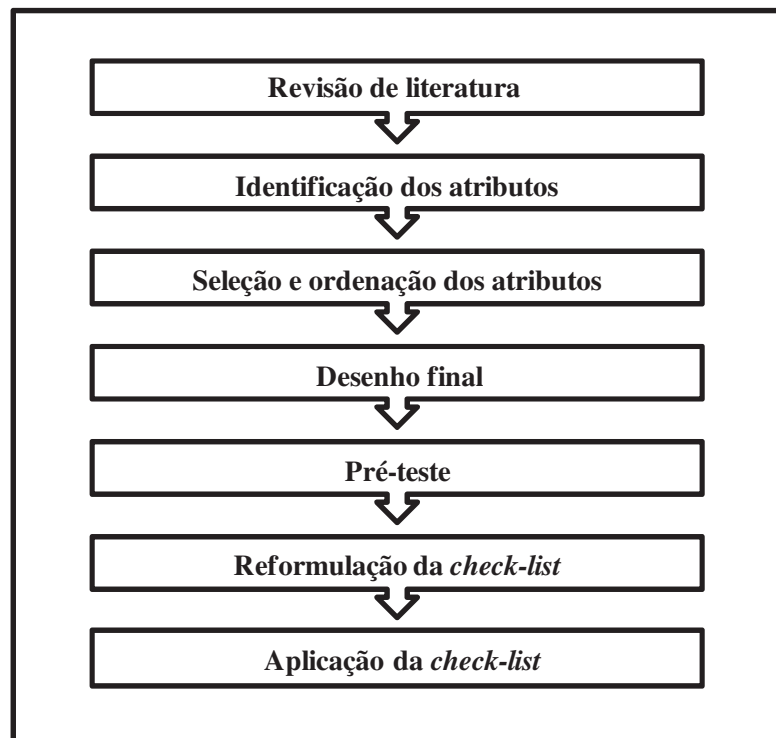 Revisão de literatura
Identificação dos atributos
Seleção e ordenação dos atributos
Desenho final
Pré-teste
Reformulação da check-list
Aplicação da check-list